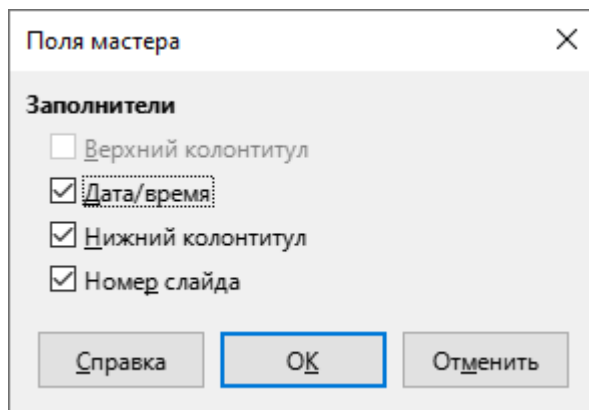 Поля мастера
Заполнители
Верхний колонтитул
Дата/время
Нижний колонтитул
Номер слайда
Справка
OK
Отменить